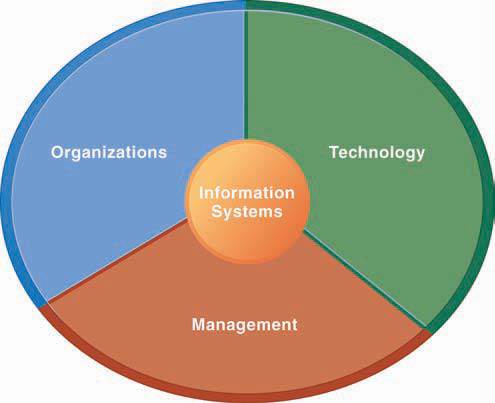 Organizations
Technology
Information
Systems
Management